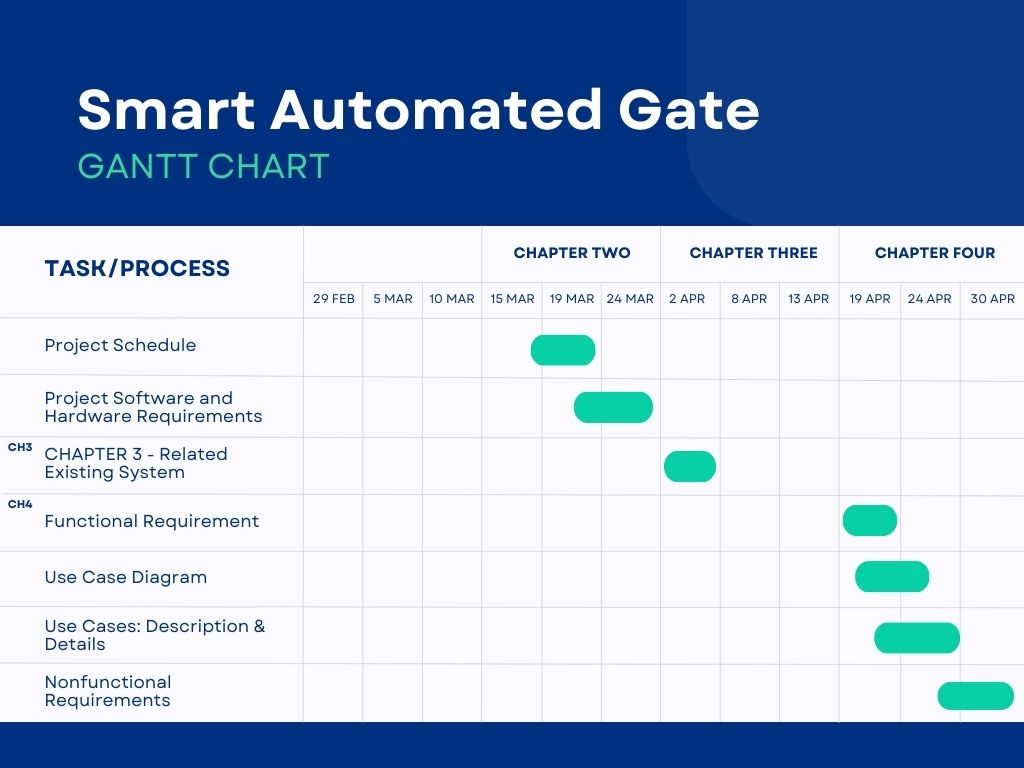 Smart Automated Gate
GANTT CHART
TASK/PROCESS
CHAPTER TWO
CHAPTER THREE
CHAPTER FOUR
29 FEB
5 MAR
10 MAR
15 MAR
19 MAR
24 MAR
2 APR
8 APR
13 APR
19 APR
24 APR
30 APR
Project Schedule
Project Software and
Hardware Requirements
CH3
CHAPTER 3 - Related
Existing System
CH4
Functional Requirement
Use Case Diagram
Use Cases: Description &
Details
Nonfunctional
Requirements